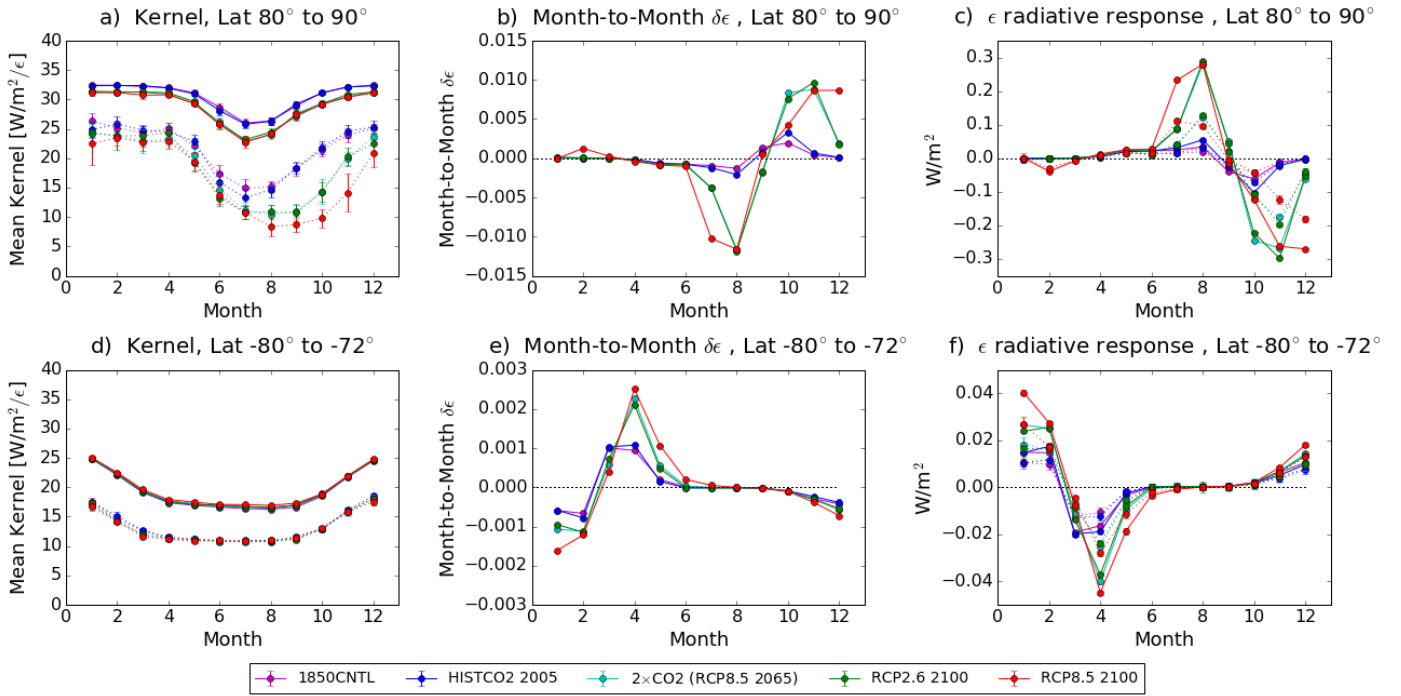 a) Kernel, Lat 80° to 90°
Mean Kernel [W/m²/ϵ]
40
35
30
25
20
15
10
5
0
0 2 4 6 8 10 12
Month
b) Month-to-Month δϵ , Lat 80° to 90°
Month-to-Month δϵ
0.015
0.010
0.005
0.000
−0.005
−0.010
−0.015
0 2 4 6 8 10 12
Month
c) ϵ radiative response , Lat 80° to 90°
W/m²
0.3
0.2
0.1
0.0
−0.1
−0.2
−0.3
0 2 4 6 8 10 12
Month
d) Kernel, Lat -80° to -72°
Mean Kernel [W/m²/ϵ]
40
35
30
25
20
15
10
5
0
0 2 4 6 8 10 12
Month
e) Month-to-Month δϵ , Lat -80° to -72°
Month-to-Month δϵ
0.003
0.002
0.001
0.000
−0.001
−0.002
−0.003
0 2 4 6 8 10 12
Month
f) ϵ radiative response , Lat -80° to -72°
W/m²
0.04
0.02
0.00
−0.02
−0.04
0 2 4 6 8 10 12
Month
1850CNTL HISTCO2 2005 2×CO2 (RCP8.5 2065) RCP2.6 2100 RCP8.5 2100